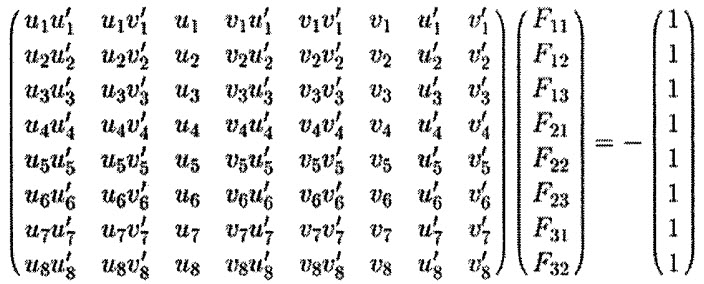 u₁u′₁ u₁v′₁ u₁ v₁u′₁ v₁v′₁ v₁ u′₁ v′₁ F₁₁ 1
u₂u′₂ u₂v′₂ u₂ v₂u′₂ v₂v′₂ v₂ u′₂ v′₂ F₁₂ 1
u₃u′₃ u₃v′₃ u₃ v₃u′₃ v₃v′₃ v₃ u′₃ v′₃ F₁₃ 1
u₄u′₄ u₄v′₄ u₄ v₄u′₄ v₄v′₄ v₄ u′₄ v′₄ F₂₁ 1
u₅u′₅ u₅v′₅ u₅ v₅u′₅ v₅v′₅ v₅ u′₅ v′₅ F₂₂ = − 1
u₆u′₆ u₆v′₆ u₆ v₆u′₆ v₆v′₆ v₆ u′₆ v′₆ F₂₃ 1
u₇u′₇ u₇v′₇ u₇ v₇u′₇ v₇v′₇ v₇ u′₇ v′₇ F₃₁ 1
u₈u′₈ u₈v′₈ u₈ v₈u′₈ v₈v′₈ v₈ u′₈ v′₈ F₃₂ 1